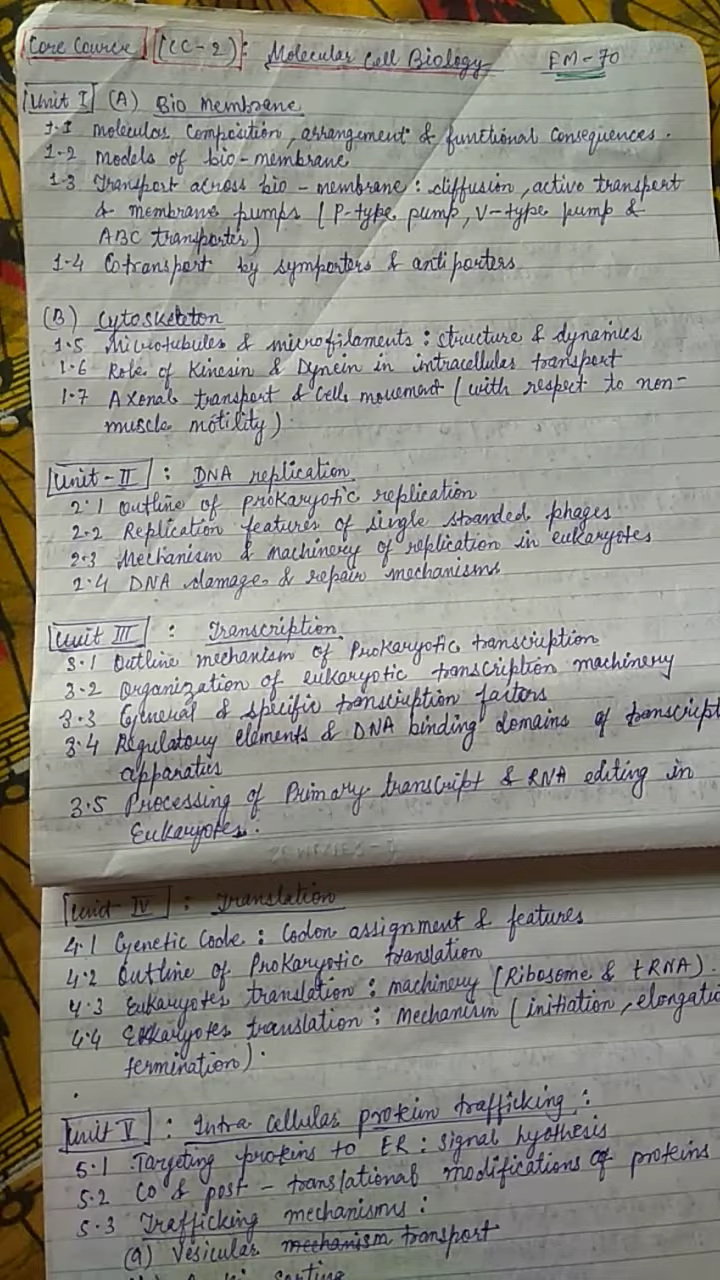 Core Course (CC-2): Molecular Cell Biology FM-70
Unit I (A) Bio Membrane
1.1 Molecular Composition, arrangement & functional Consequences.
1.2 Models of bio-membrane
1.3 Transport across bio-membrane: diffusion, active transport
& membrane pumps (P-type pump, V-type pump &
ABC transporter)
1.4 Cotransport by symporters & antiporters
(B) Cytoskeleton
1.5 Microtubules & microfilaments: structure & dynamics
1.6 Role of Kinesin & Dynein in intracellular transport
1.7 Axonal transport & Cell movement (with respect to non-
muscle motility)
Unit-II : DNA replication
2.1 Outline of prokaryotic replication
2.2 Replication features of single stranded phages
2.3 Mechanism & machinery of replication in eukaryotes
2.4 DNA damage & repair mechanisms
Unit III : Transcription
3.1 Outline mechanism of Prokaryotic transcription
3.2 Organization of eukaryotic transcription machinery
3.3 General & specific transcription factors
3.4 Regulatory elements & DNA binding domains of transcript
apparatus
3.5 Processing of Primary transcript & RNA editing in
Eukaryotes.
Unit IV : Translation
4.1 Genetic Code: Codon assignment & features
4.2 Outline of Prokaryotic translation
4.3 Eukaryotes translation: machinery (Ribosome & tRNA).
4.4 Eukaryotes translation: Mechanism (initiation, elongatio
termination).
Unit V : Intra cellular protein trafficking:
5.1 Targeting proteins to ER: signal hyothesis
5.2 Co & post-translational modifications of proteins
5.3 Trafficking mechanisms:
(a) Vesicular mechanism transport
sorting